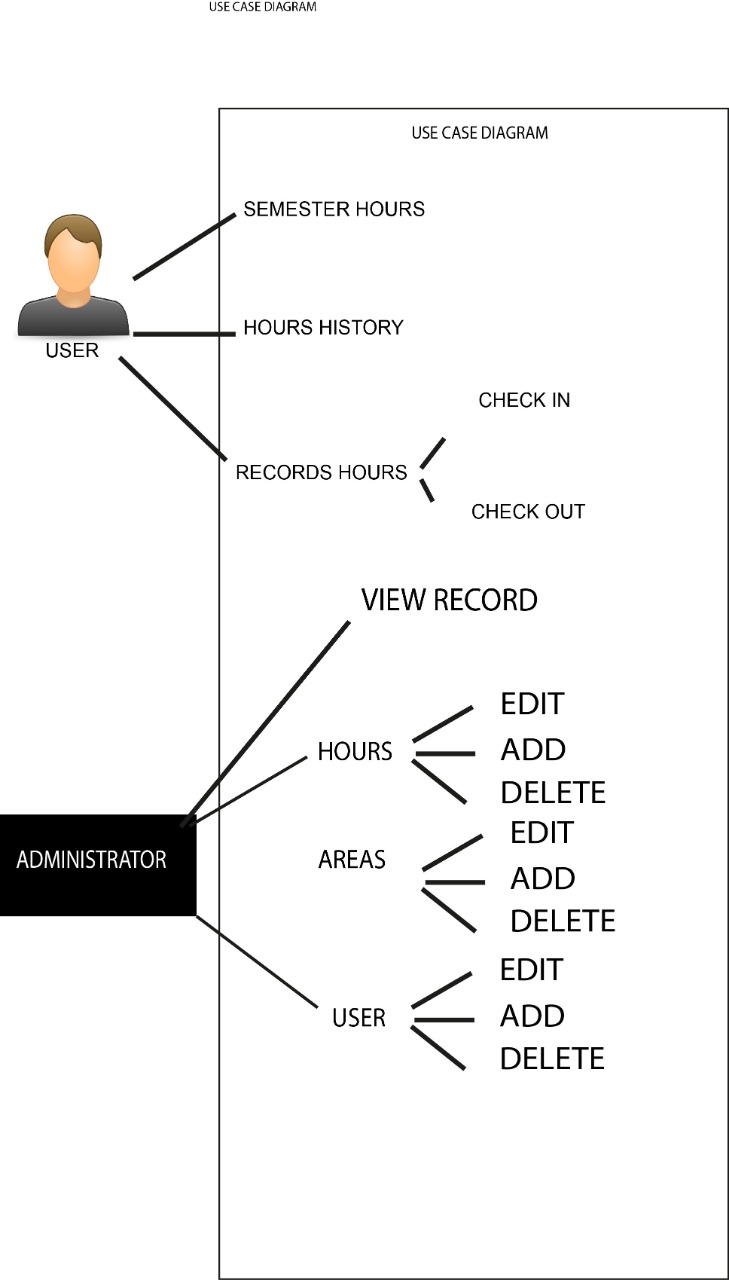 USE CASE DIAGRAM
USE CASE DIAGRAM
SEMESTER HOURS
HOURS HISTORY
USER
CHECK IN
RECORDS HOURS
CHECK OUT
VIEW RECORD
EDIT
HOURS
ADD
DELETE
EDIT
ADMINISTRATOR
AREAS
ADD
DELETE
EDIT
USER
ADD
DELETE